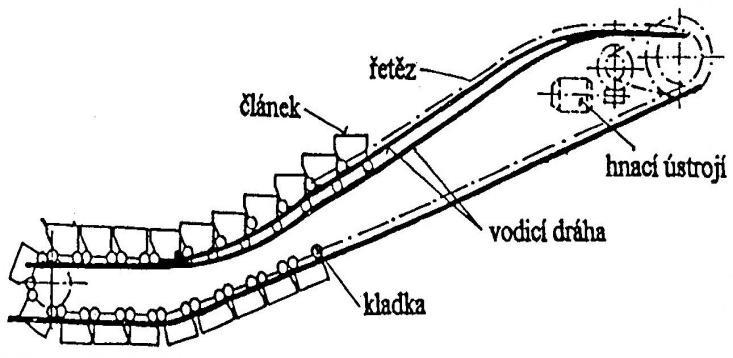 řetěz
článek
hnací ústrojí
vodicí dráha
kladka